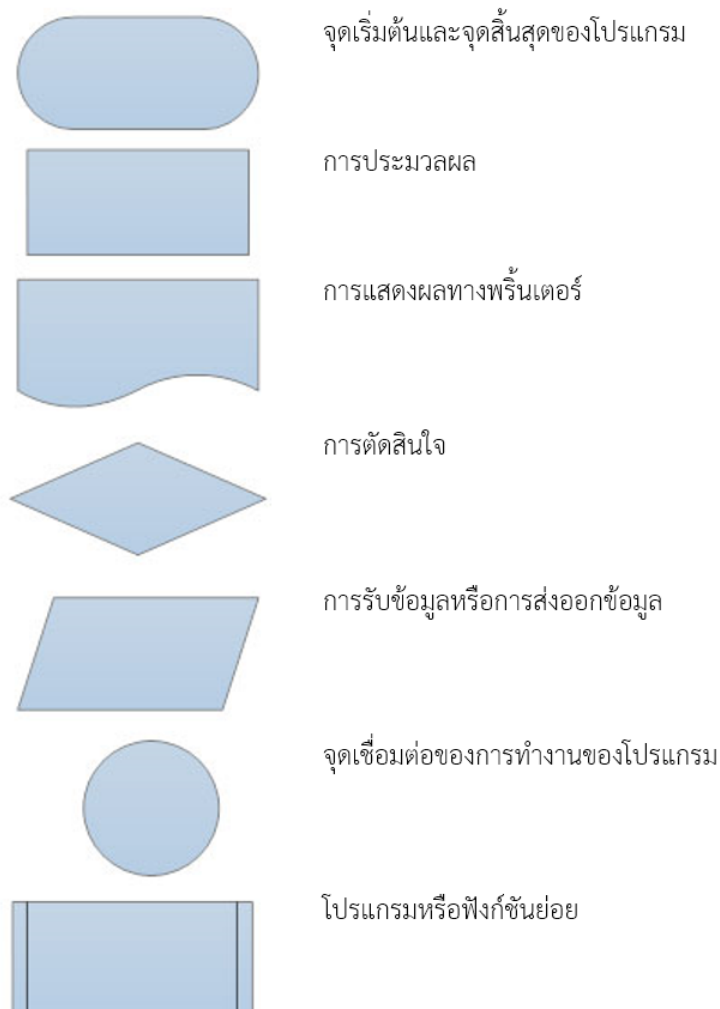 จุดเริ่มต้นและจุดสิ้นสุดของโปรแกรม
การประมวลผล
การแสดงผลทางพริ้นเตอร์
การตัดสินใจ
การรับข้อมูลหรือการส่งออกข้อมูล
จุดเชื่อมต่อของการทำงานของโปรแกรม
โปรแกรมหรือฟังก์ชันย่อย